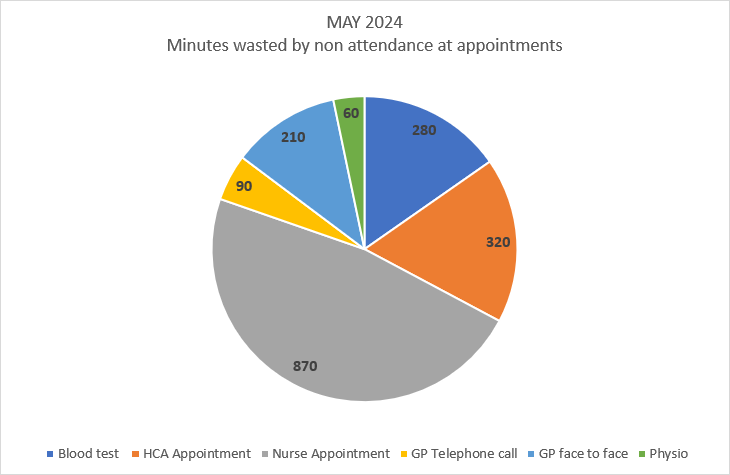 MAY 2024
Minutes wasted by non attendance at appointments
60
280
210
90
320
870
Blood test HCA Appointment Nurse Appointment GP Telephone call GP face to face Physio